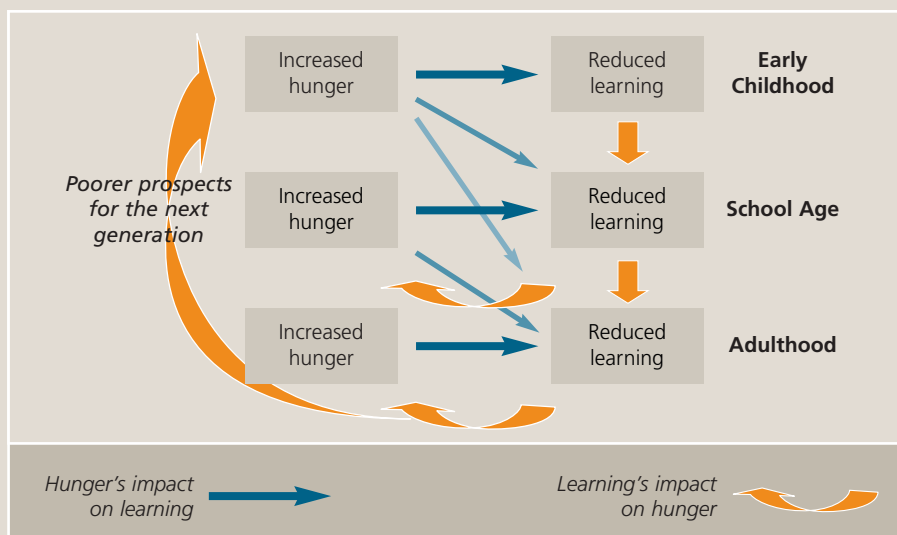 Increased
hunger
Reduced
learning
Early
Childhood
Poorer prospects
for the next
generation
Increased
hunger
Reduced
learning
School Age
Increased
hunger
Reduced
learning
Adulthood
Hunger's impact
on learning
Learning's impact
on hunger